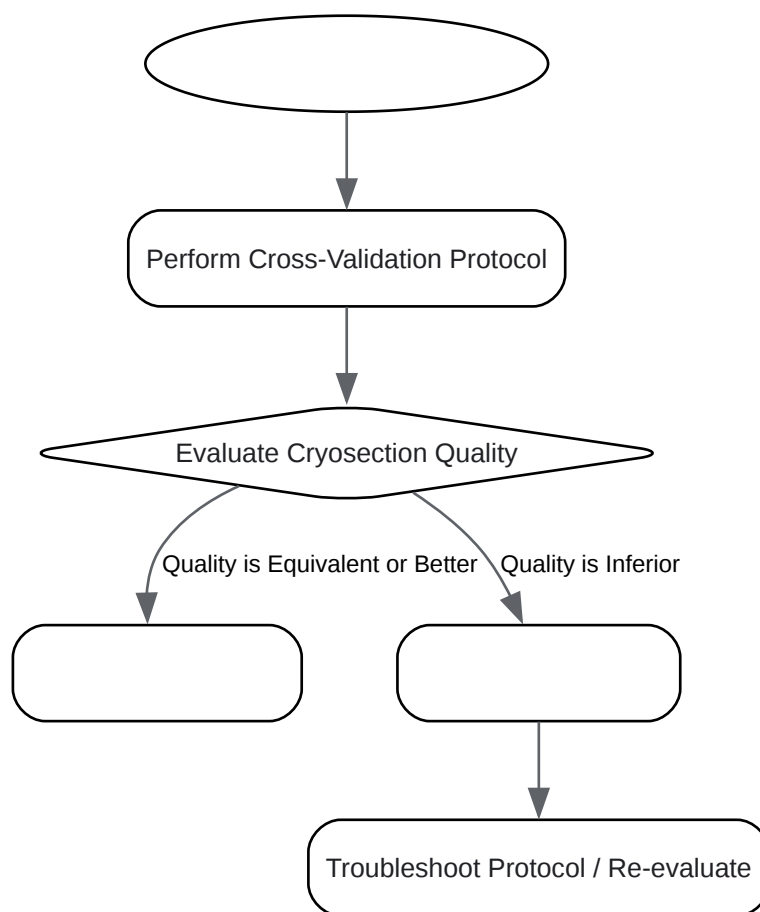 Perform Cross-Validation Protocol
Evaluate Cryosection Quality
Quality is Equivalent or Better
Quality is Inferior
Troubleshoot Protocol / Re-evaluate